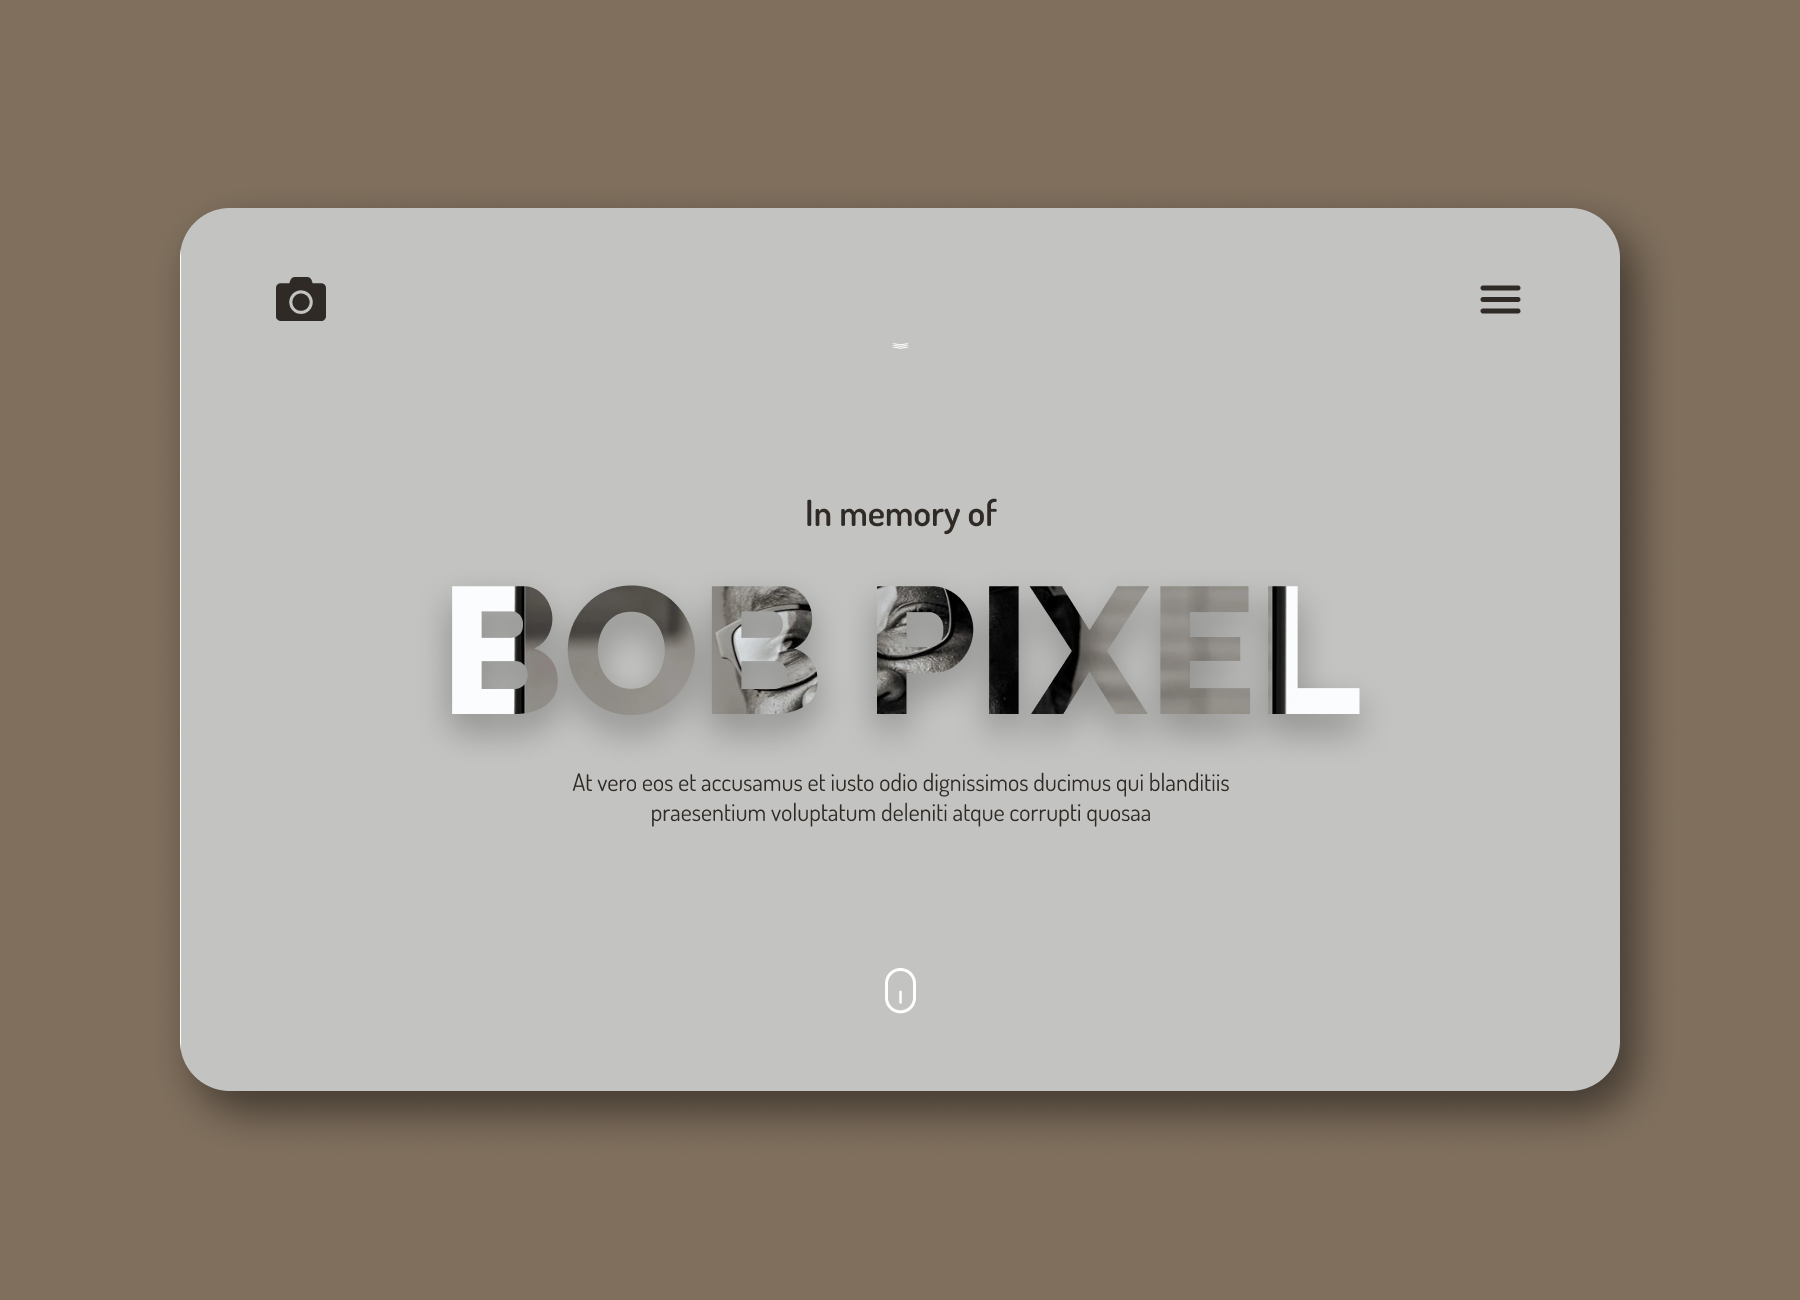 In memory of
BOB PIXEL
At vero eos et accusamus et iusto odio dignissimos ducimus qui blanditiis
praesentium voluptatum deleniti atque corrupti quosaa